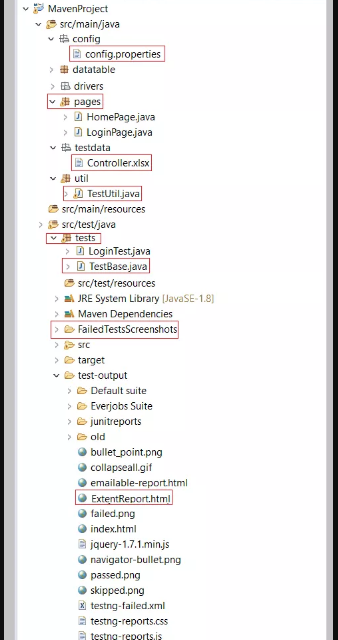 MavenProject
src/main/java
config
config.properties
datatable
drivers
pages
HomePage.java
LoginPage.java
testdata
Controller.xlsx
util
TestUtil.java
src/main/resources
src/test/java
tests
LoginTest.java
TestBase.java
src/test/resources
JRE System Library [JavaSE-1.8]
Maven Dependencies
FailedTestsScreenshots
src
target
test-output
Default suite
Everjobs Suite
junitreports
old
bullet_point.png
collapseall.gif
emailable-report.html
ExtentReport.html
failed.png
index.html
jquery-1.7.1.min.js
navigator-bullet.png
passed.png
skipped.png
testng-failed.xml
testng-reports.css
testng-reports.js